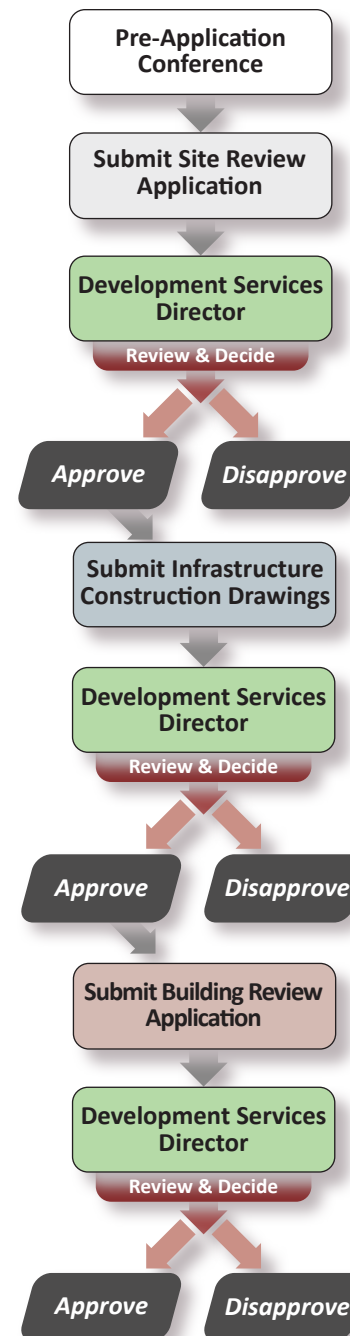 Pre-Application
Conference
Submit Site Review
Application
Development Services
Director
Review & Decide
Approve
Disapprove
Submit Infrastructure
Construction Drawings
Development Services
Director
Review & Decide
Approve
Disapprove
Submit Building Review
Application
Development Services
Director
Review & Decide
Approve
Disapprove